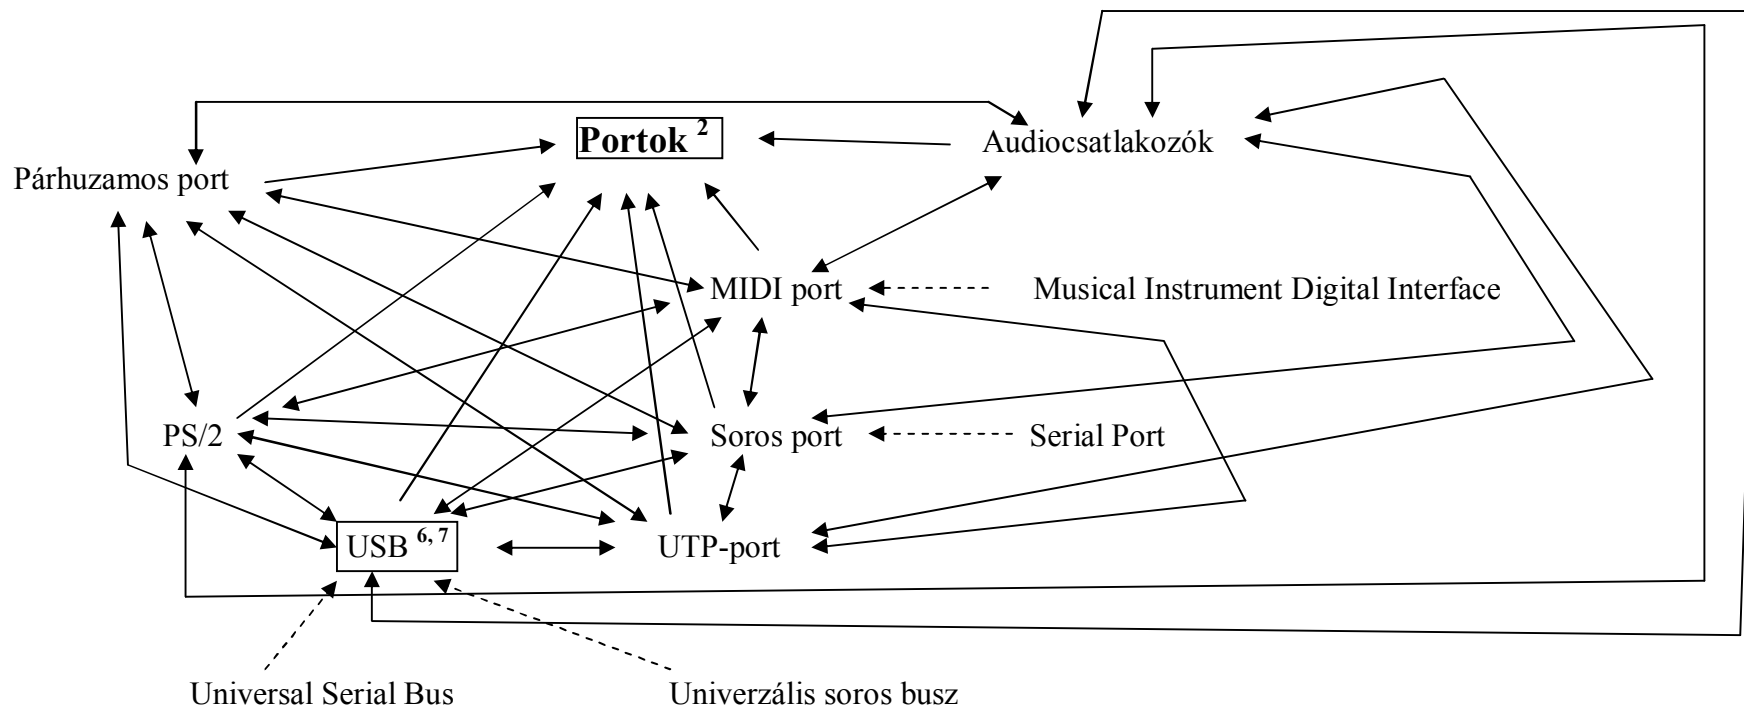 Portok 2
Audiocsatlakozók
Párhuzamos port
MIDI port
Musical Instrument Digital Interface
PS/2
Soros port
Serial Port
USB 6, 7
UTP-port
Universal Serial Bus
Univerzális soros busz